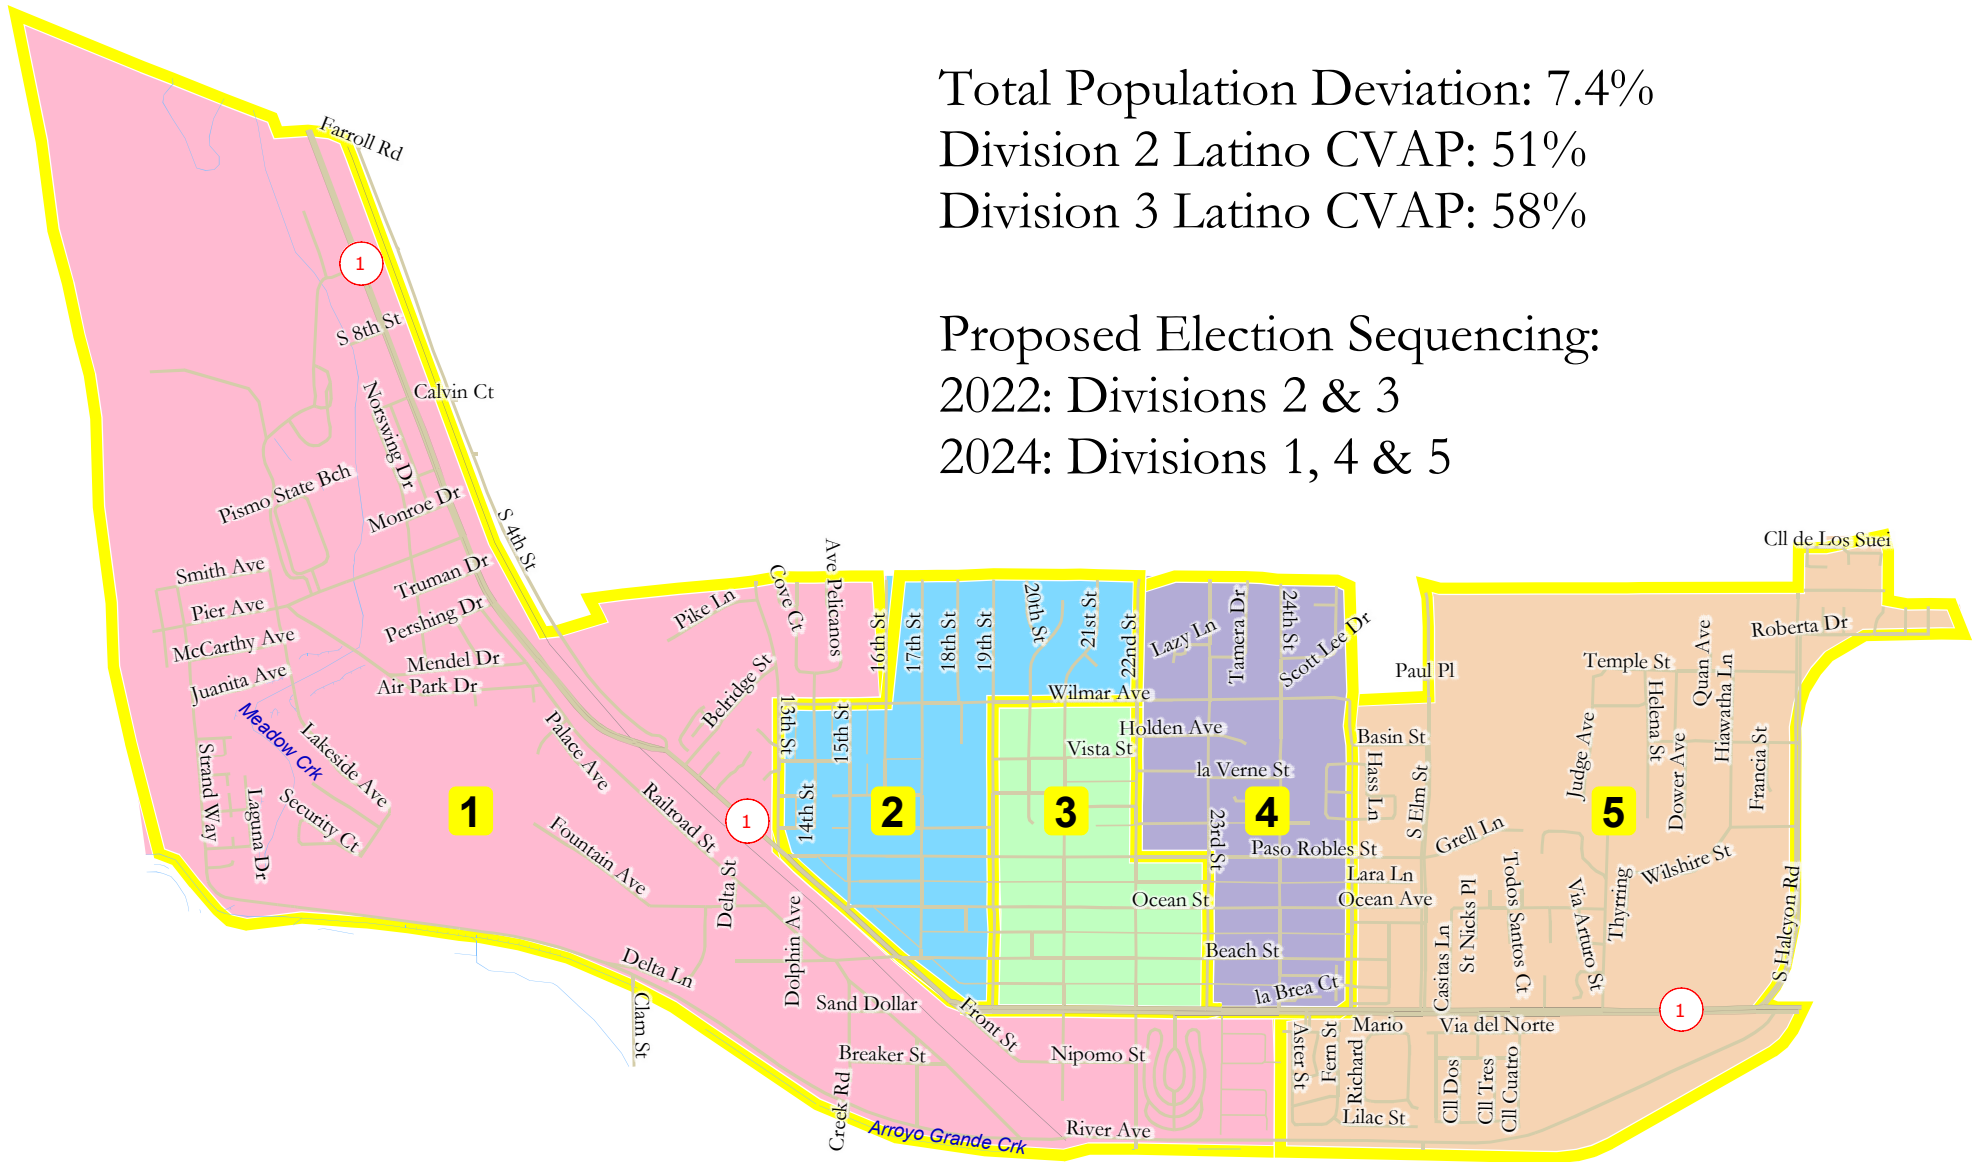 Total Population Deviation: 7.4%
Division 2 Latino CVAP: 51%
Division 3 Latino CVAP: 58%
Proposed Election Sequencing:
2022: Divisions 2 & 3
2024: Divisions 1, 4 & 5
Farroll Rd
1
S 8th St
Calvin Ct
Norswing Dr
Pismo State Bch
Monroe Dr
S 4th St
Smith Ave
Truman Dr
Pier Ave
Pershing Dr
McCarthy Ave
Mendel Dr
Juanita Ave
Air Park Dr
Meadow Crk
Lakeside Ave
Strand Way
Laguna Dr
Security Ct
1
Palace Ave
Railroad St
Fountain Ave
Delta St
Delta Ln
Clam St
Dolphin Ave
Sand Dollar
Breaker St
Creek Rd
Arroyo Grande Crk
Front St
Nipomo St
River Ave
Pike Ln
Cove Ct
Ave Pelicanos
Belridge St
1
13th St
14th St
15th St
16th St
17th St
18th St
19th St
20th St
21st St
22nd St
2
Wilmar Ave
Holden Ave
Vista St
3
Ocean St
Beach St
Lazy Ln
Tamera Dr
24th St
Scott Lee Dr
la Verne St
4
23rd St
Paso Robles St
Lara Ln
Ocean Ave
la Brea Ct
Cll de Los Suei
Roberta Dr
Paul Pl
Temple St
Quan Ave
Hiawatha Ln
Helena St
Judge Ave
Dower Ave
Francia St
Basin St
Hass Ln
S Elm St
Grell Ln
5
Wilshire St
Todos Santos Ct
St Nicks Pl
Casitas Ln
Via Arturo St
Thyrring
S Halcyon Rd
1
Aster St
Fern St
Richard
Mario
Via del Norte
Lilac St
Cll Dos
Cll Tres
Cll Cuatro